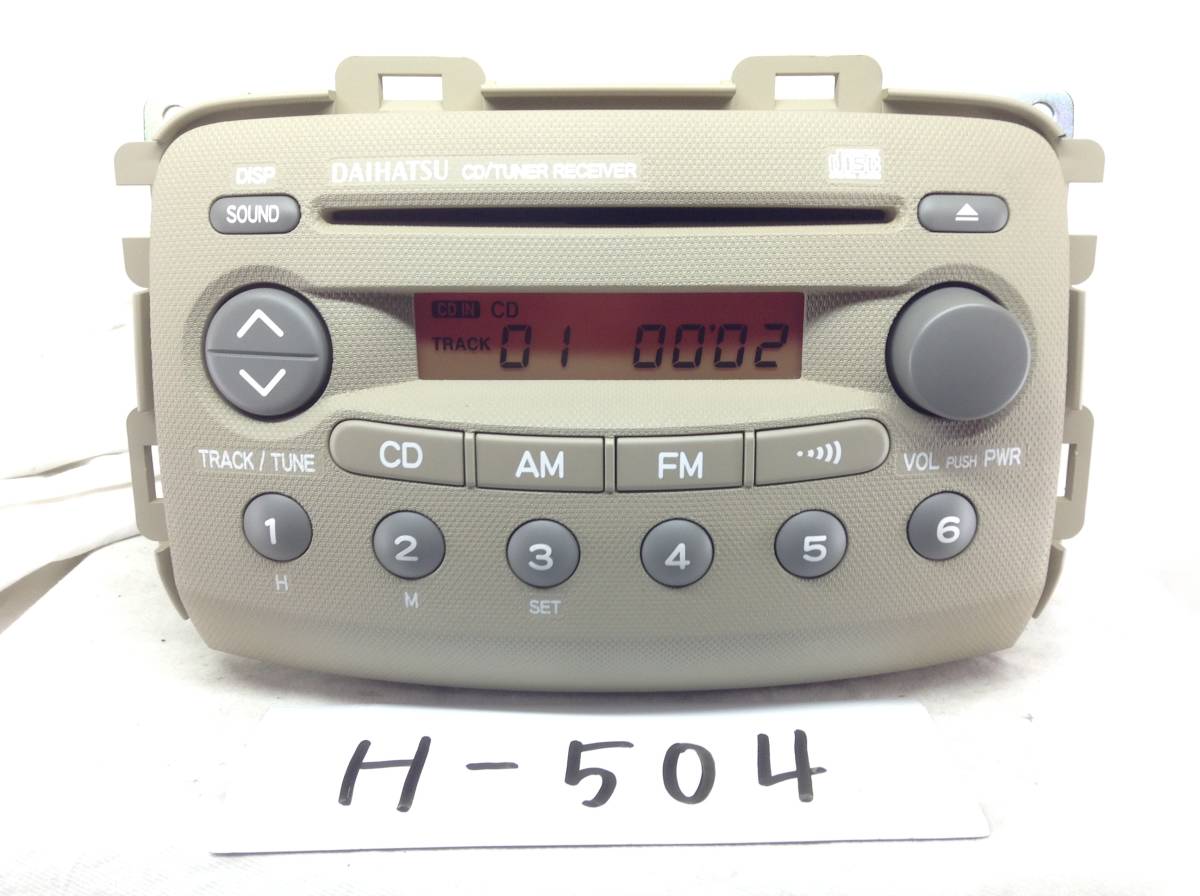 DISP
DAIHATSU CD/TUNER RECEIVER
disc
SOUND
CD IN CD
TRACK 01 00'02
TRACK / TUNE
CD AM FM
VOL PUSH PWR
1 2 3 4 5 6
H M SET
H-504